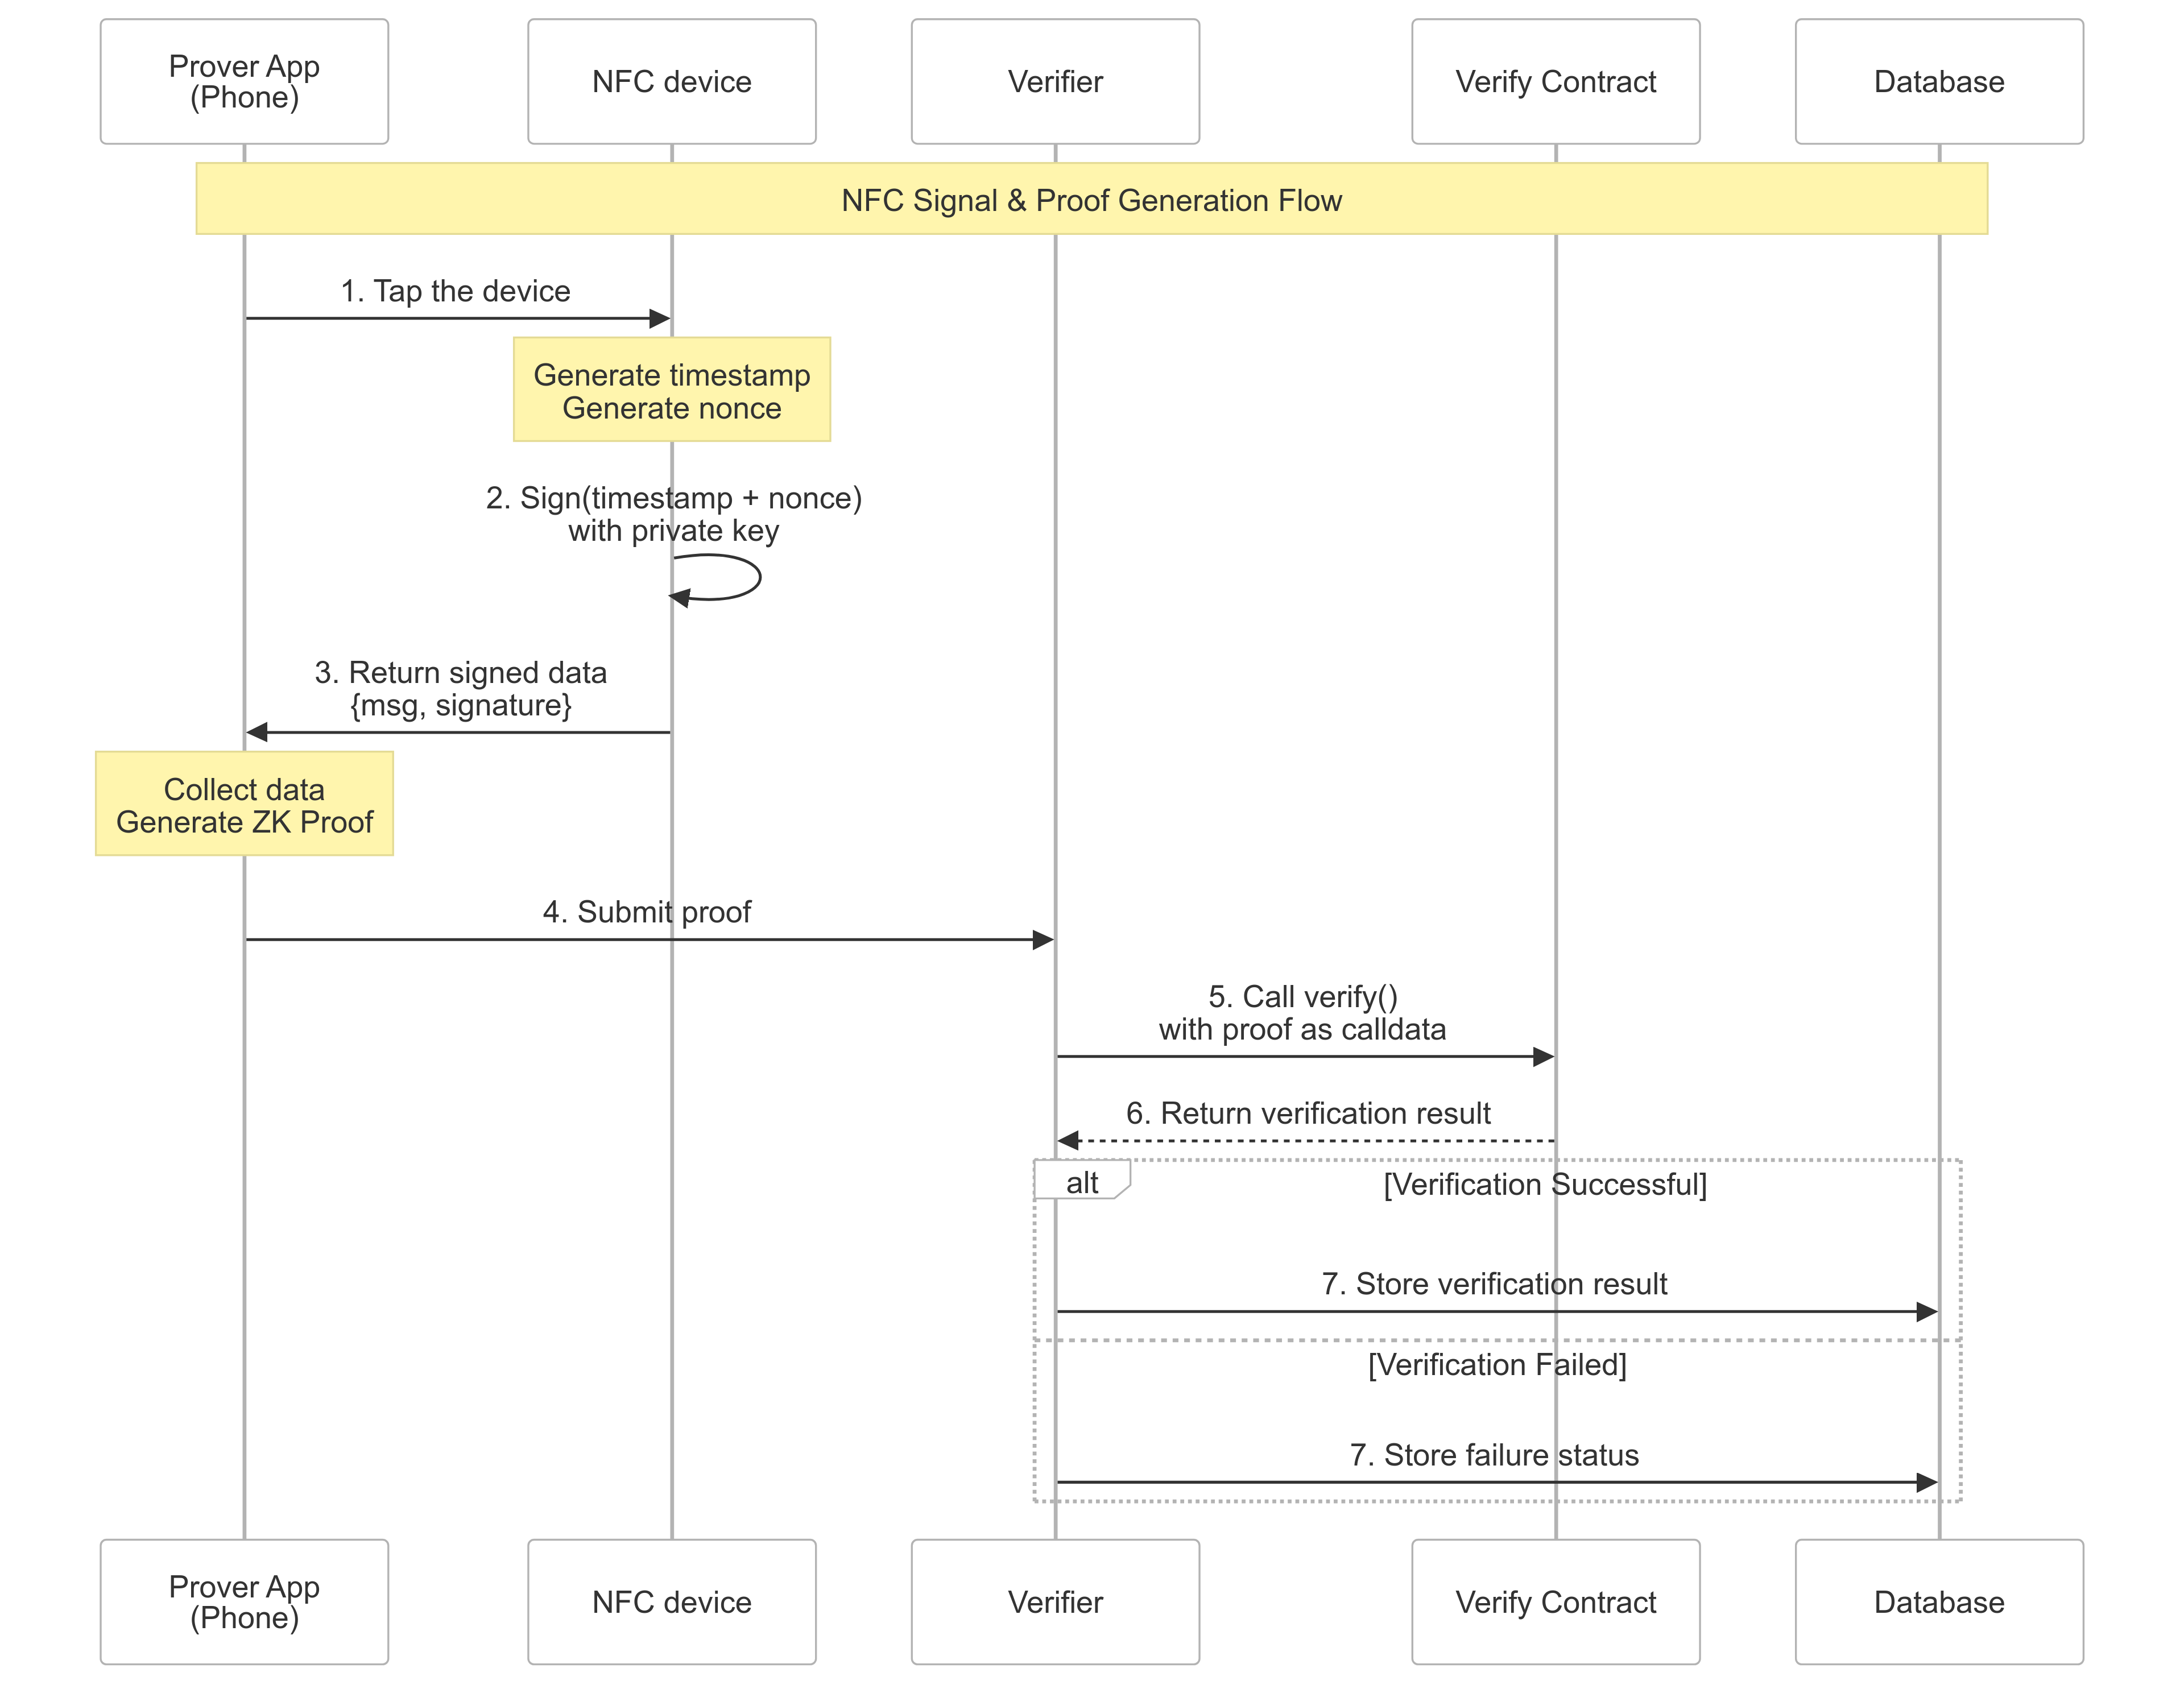 Prover App
(Phone)
NFC device
Verifier
Verify Contract
Database
NFC Signal & Proof Generation Flow
1. Tap the device
Generate timestamp
Generate nonce
2. Sign(timestamp + nonce)
with private key
3. Return signed data
{msg, signature}
Collect data
Generate ZK Proof
4. Submit proof
5. Call verify()
with proof as calldata
6. Return verification result
alt
[Verification Successful]
7. Store verification result
[Verification Failed]
7. Store failure status
Prover App
(Phone)
NFC device
Verifier
Verify Contract
Database